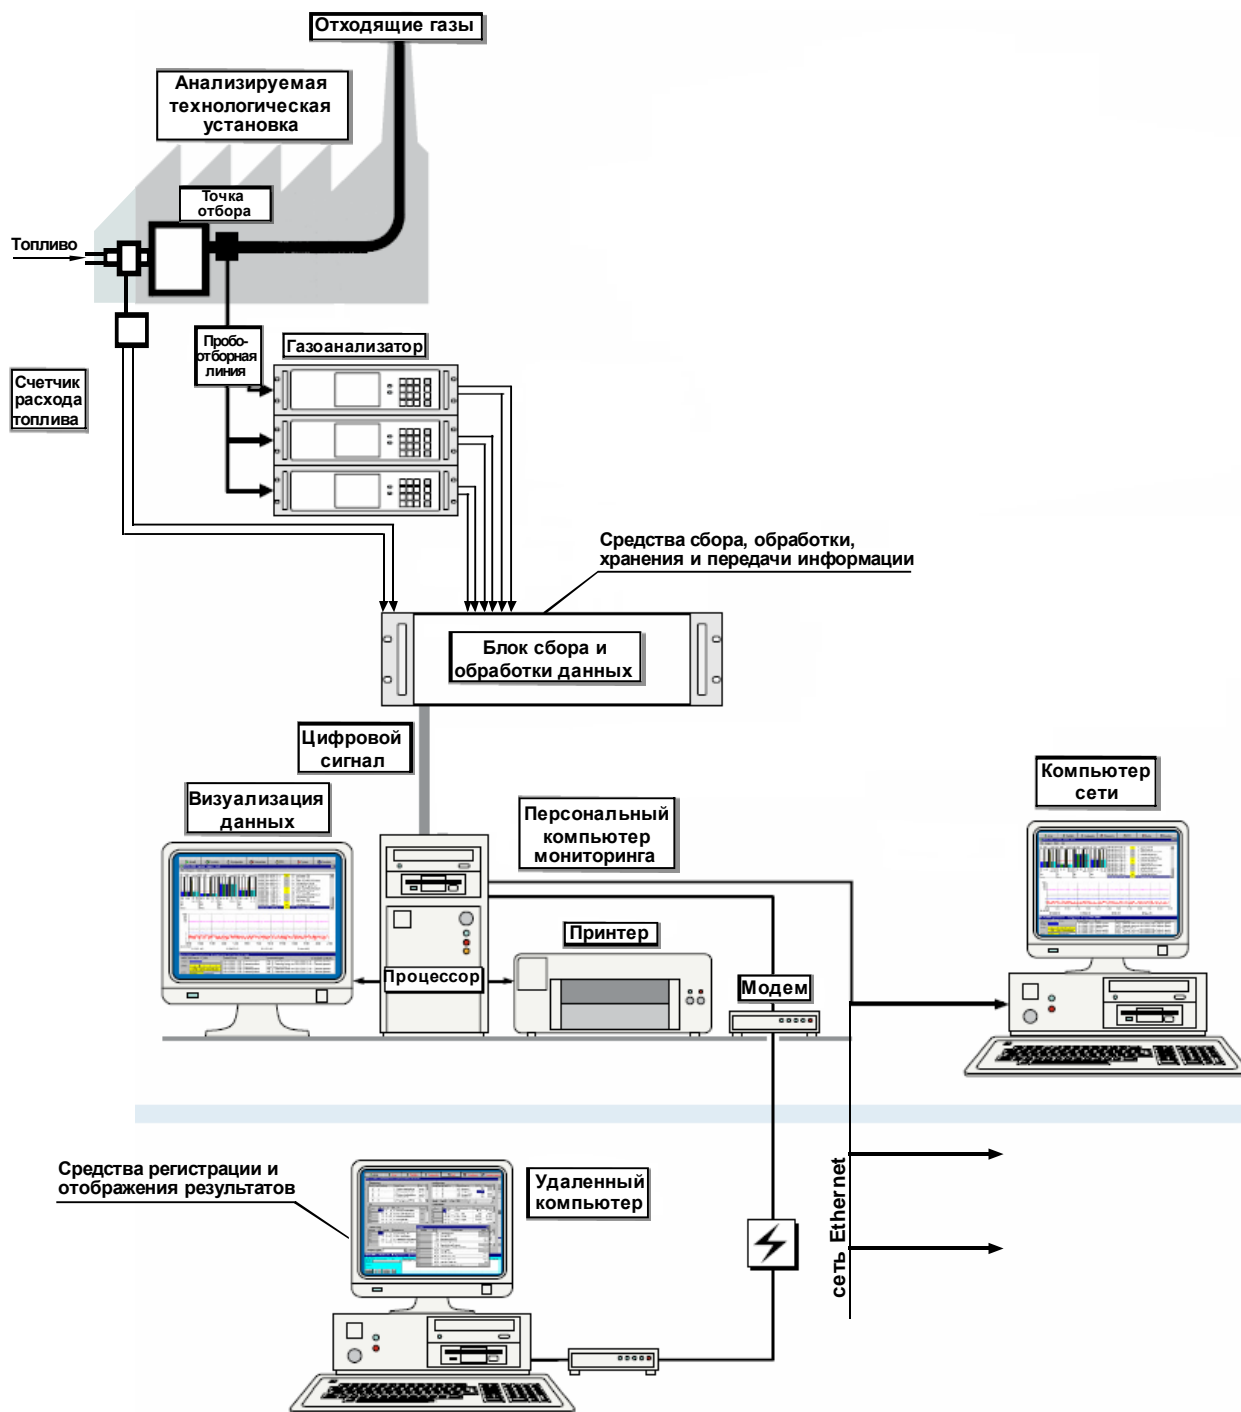 Отходящие газы
Анализируемая
технологическая
установка
Точка
отбора
Топливо
Пробо-
отборная
линия
Газоанализатор
Счетчик
расхода
топлива
Средства сбора, обработки,
хранения и передачи информации
Блок сбора и
обработки данных
Цифровой
сигнал
Визуализация
данных
Персональный
компьютер
мониторинга
Компьютер
сети
Принтер
Процессор
Модем
Средства регистрации и
отображения результатов
Удаленный
компьютер
сеть Ethernet